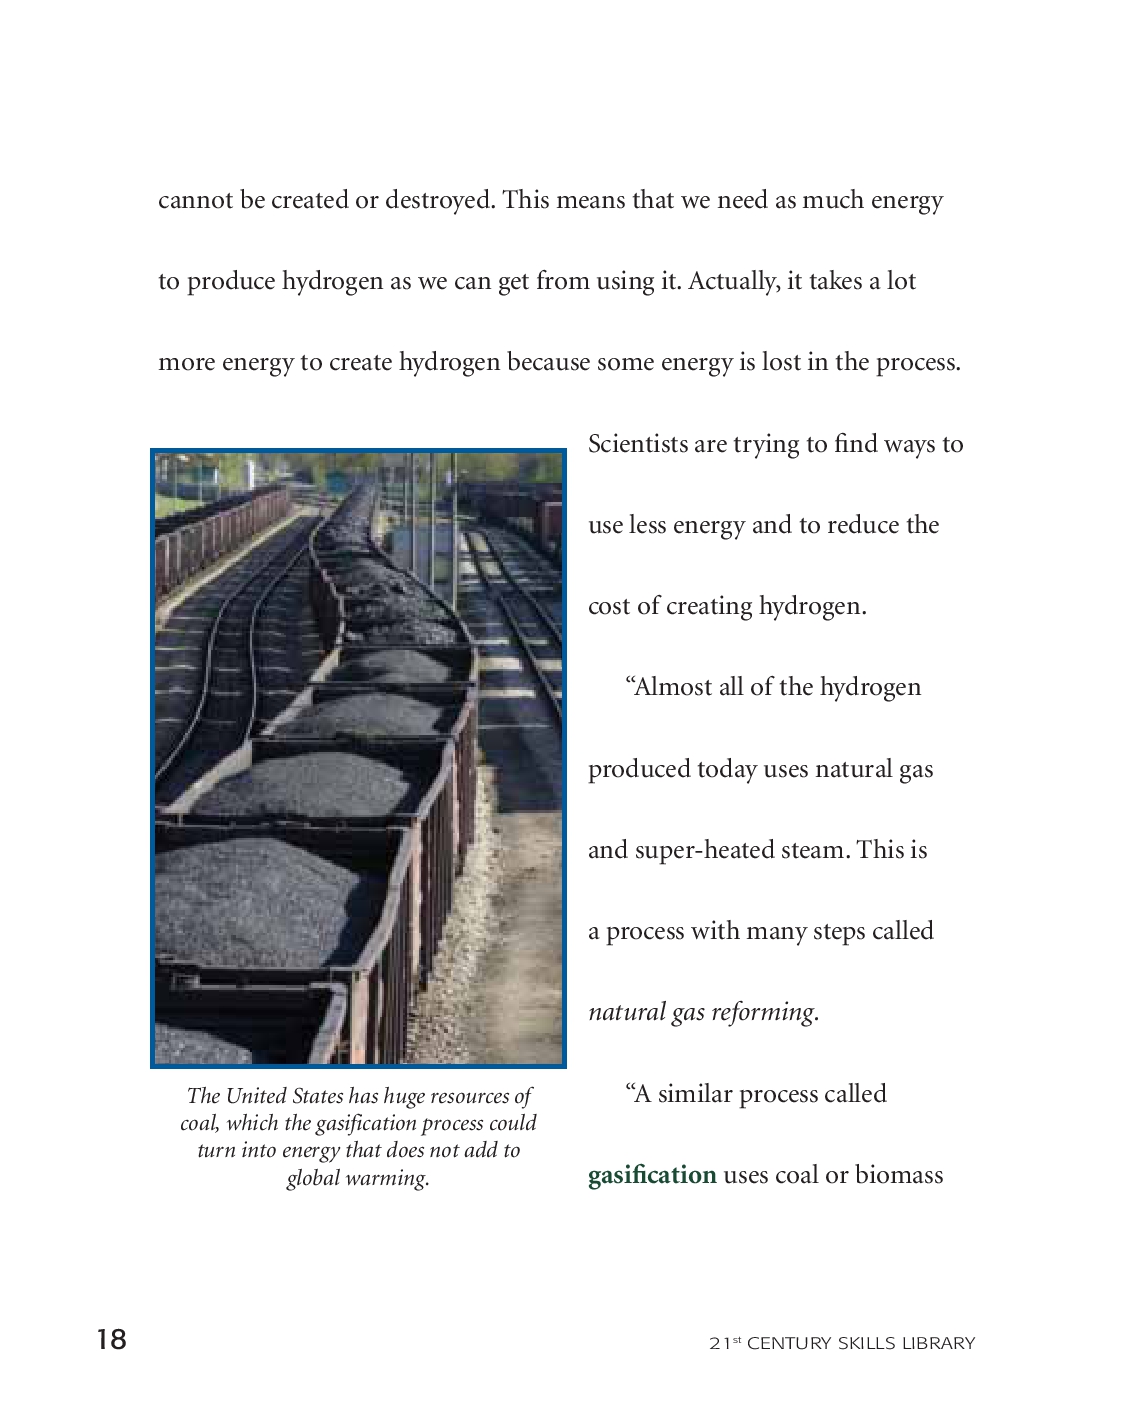 cannot be created or destroyed. This means that we need as much energy
to produce hydrogen as we can get from using it. Actually, it takes a lot
more energy to create hydrogen because some energy is lost in the process.
Scientists are trying to find ways to
use less energy and to reduce the
cost of creating hydrogen.
“Almost all of the hydrogen
produced today uses natural gas
and super-heated steam. This is
a process with many steps called
natural gas reforming.
“A similar process called
gasification uses coal or biomass
The United States has huge resources of
coal, which the gasification process could
turn into energy that does not add to
global warming.
18
21st CENTURY SKILLS LIBRARY